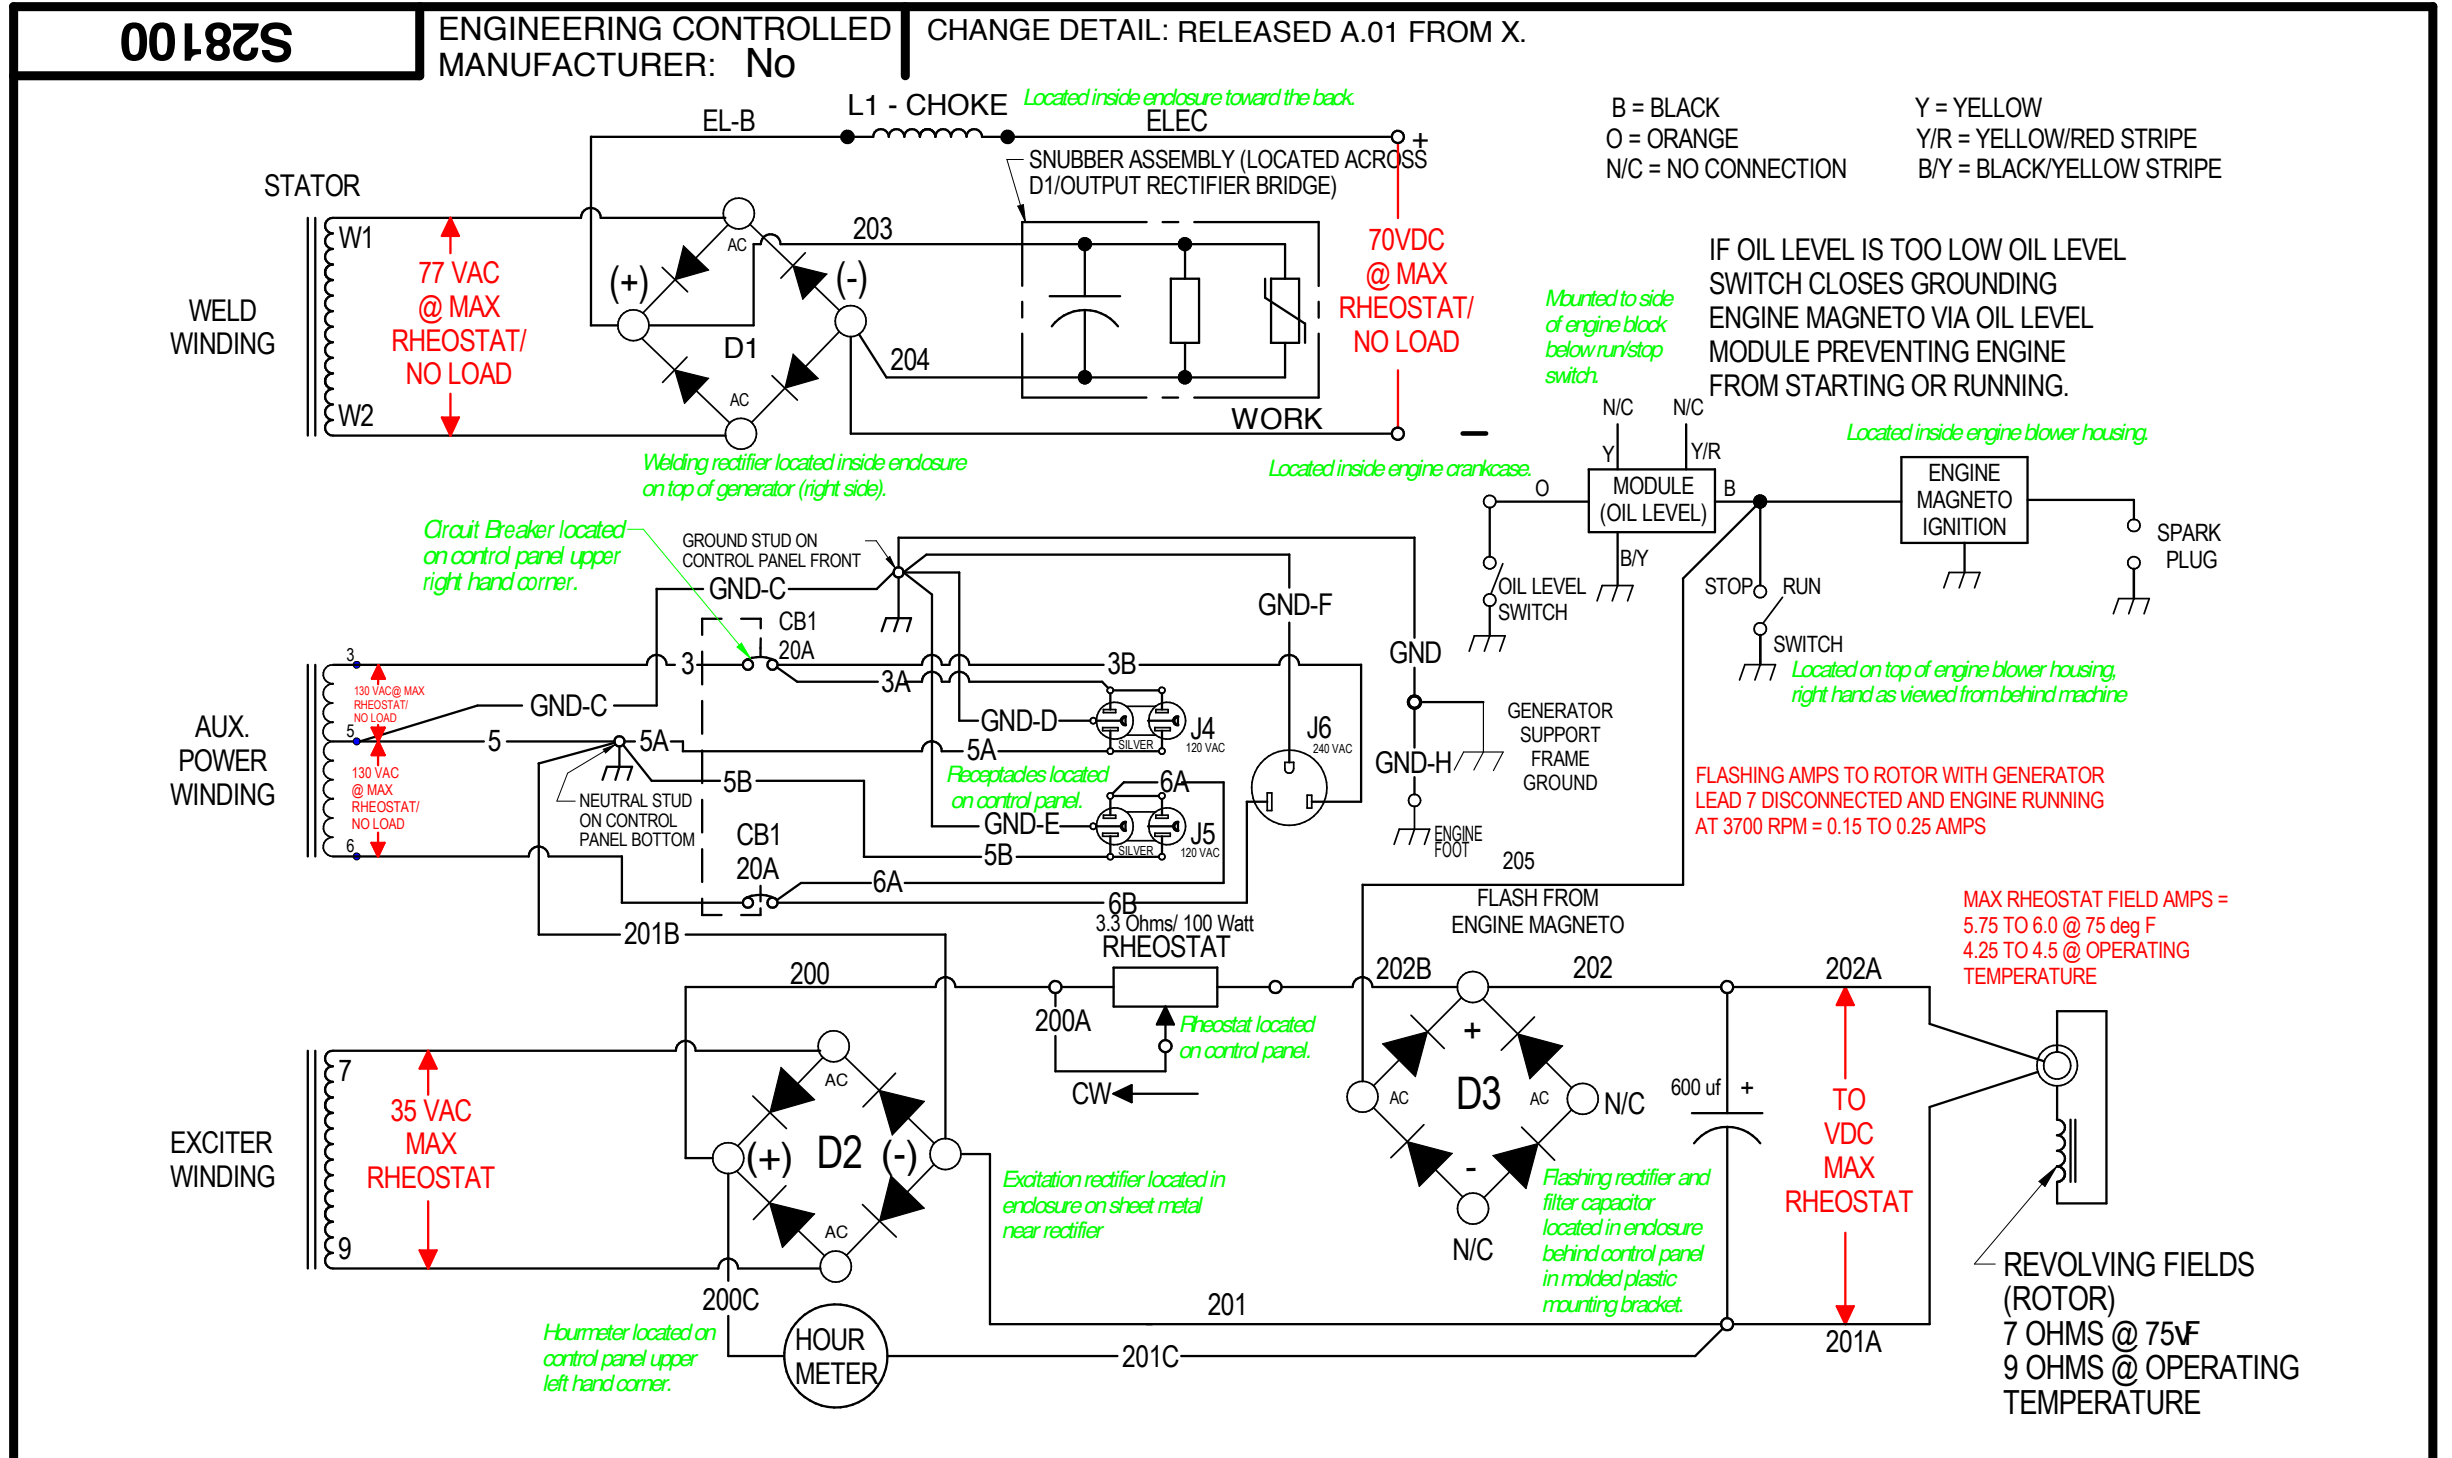 S28100
ENGINEERING CONTROLLED
MANUFACTURER: No
CHANGE DETAIL: RELEASED A.01 FROM X.
EL-B
L1 - CHOKE
Located inside enclosure toward the back.
ELEC
+
SNUBBER ASSEMBLY (LOCATED ACROSS
D1/OUTPUT RECTIFIER BRIDGE)
B = BLACK
O = ORANGE
N/C = NO CONNECTION
Y = YELLOW
Y/R = YELLOW/RED STRIPE
B/Y = BLACK/YELLOW STRIPE
STATOR
WELD
WINDING
W1
W2
77 VAC
@ MAX
RHEOSTAT/
NO LOAD
AC
(+)
(-)
D1
AC
203
204
WORK
70VDC
@ MAX
RHEOSTAT/
NO LOAD
−
Welding rectifier located inside enclosure
on top of generator (right side).
Located inside engine crankcase.
Mounted to side
of engine block
below run/stop
switch.
IF OIL LEVEL IS TOO LOW OIL LEVEL
SWITCH CLOSES GROUNDING
ENGINE MAGNETO VIA OIL LEVEL
MODULE PREVENTING ENGINE
FROM STARTING OR RUNNING.
N/C
N/C
Y
Y/R
O
MODULE
(OIL LEVEL)
B
B/Y
OIL LEVEL
SWITCH
Located inside engine blower housing.
ENGINE
MAGNETO
IGNITION
SPARK
PLUG
STOP
RUN
SWITCH
Located on top of engine blower housing,
right hand as viewed from behind machine
Circuit Breaker located
on control panel upper
right hand corner.
GROUND STUD ON
CONTROL PANEL FRONT
GND-C
CB1
20A
GND-F
GND
AUX.
POWER
WINDING
3
5
6
130 VAC@ MAX
RHEOSTAT/
NO LOAD
130 VAC
@ MAX
RHEOSTAT/
NO LOAD
GND-C
3
3B
3A
5
5A
5A
5B
5B
GND-D
J4
120 VAC
SILVER
J6
240 VAC
GND-H
GENERATOR
SUPPORT
FRAME
GROUND
NEUTRAL STUD
ON CONTROL
PANEL BOTTOM
Receptacles located
on control panel.
6A
GND-E
J5
120 VAC
SILVER
CB1
20A
6A
6B
ENGINE
FOOT
FLASHING AMPS TO ROTOR WITH GENERATOR
LEAD 7 DISCONNECTED AND ENGINE RUNNING
AT 3700 RPM = 0.15 TO 0.25 AMPS
205
FLASH FROM
ENGINE MAGNETO
MAX RHEOSTAT FIELD AMPS =
5.75 TO 6.0 @ 75 deg F
4.25 TO 4.5 @ OPERATING
TEMPERATURE
201B
3.3 Ohms/ 100 Watt
RHEOSTAT
200
200A
Rheostat located
on control panel.
CW
202B
202
202A
EXCITER
WINDING
7
9
35 VAC
MAX
RHEOSTAT
AC
(+)
D2
(-)
AC
Excitation rectifier located in
enclosure on sheet metal
near rectifier
+
AC
D3
AC
-
N/C
N/C
600 uf
+
Flashing rectifier and
filter capacitor
located in enclosure
behind control panel
in molded plastic
mounting bracket.
TO
VDC
MAX
RHEOSTAT
200C
HOUR
METER
Hourmeter located on
control panel upper
left hand corner.
201
201C
201A
REVOLVING FIELDS
(ROTOR)
7 OHMS @ 75
9 OHMS @ OPERATING
TEMPERATURE